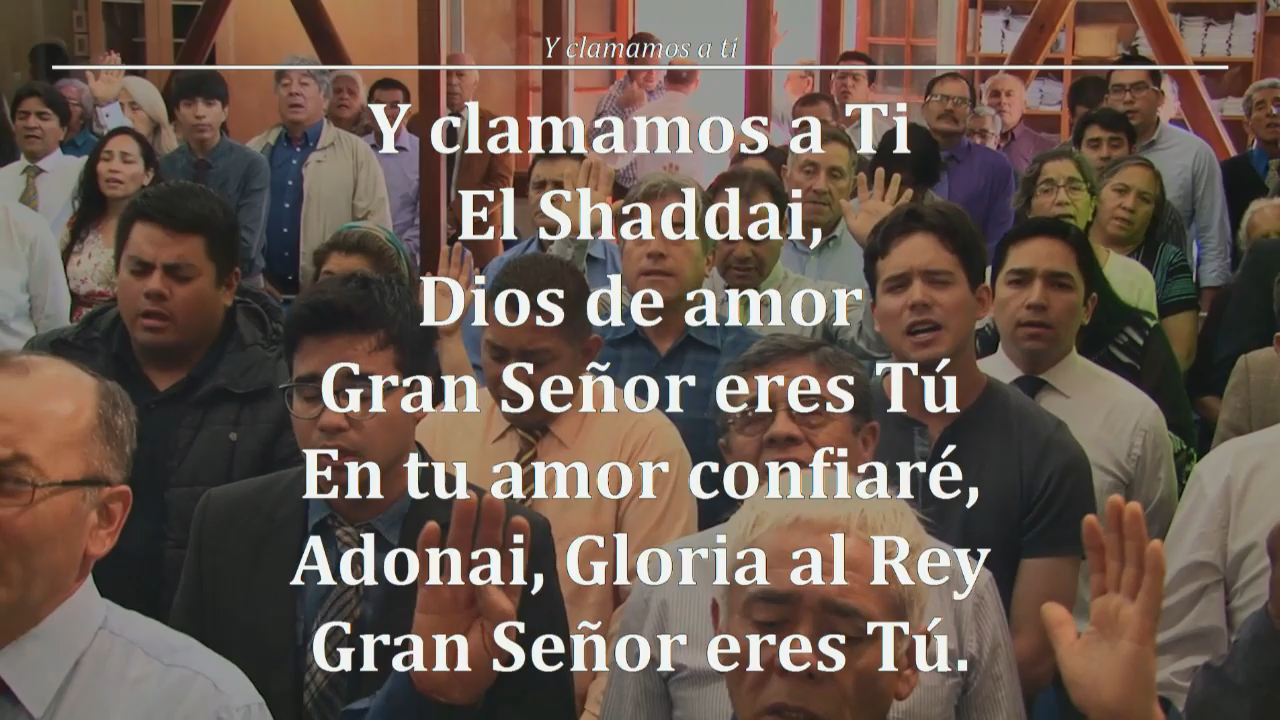 Y clamamos a ti
Y clamamos a Ti
El Shaddai,
Dios de amor
Gran Señor eres Tú
En tu amor confiaré,
Adonai, Gloria al Rey
Gran Señor eres Tú.